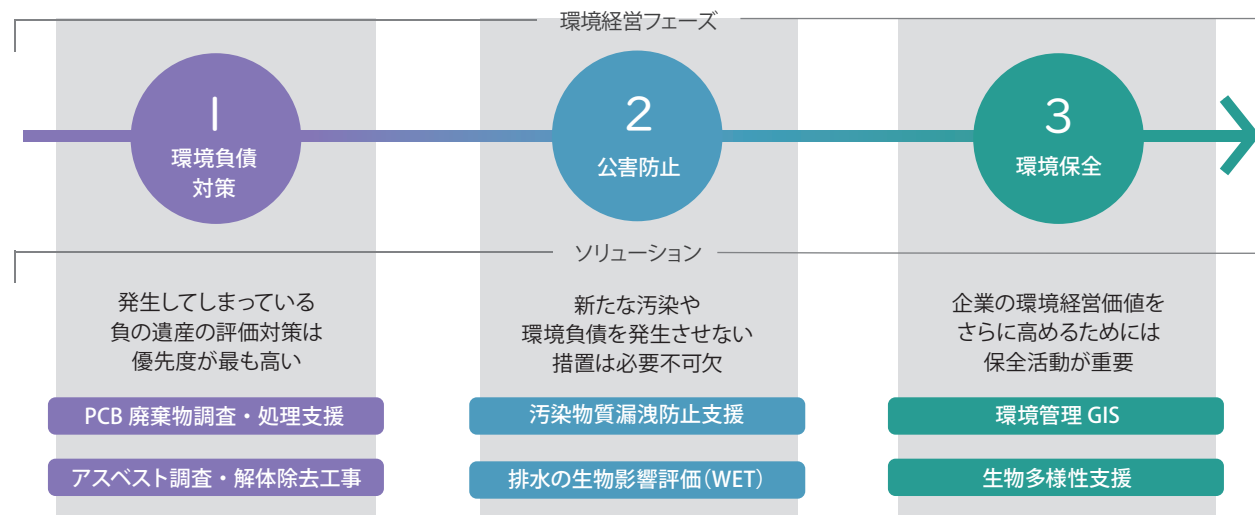 環境経営フェーズ
1
環境負債
対策
2
公害防止
3
環境保全
ソリューション
発生してしまっている
負の遺産の評価対策は
優先度が最も高い
新たな汚染や
環境負債を発生させない
措置は必要不可欠
企業の環境経営価値を
さらに高めるためには
保全活動が重要
PCB 廃棄物調査・処理支援
汚染物質漏洩防止支援
環境管理 GIS
アスベスト調査・解体除去工事
排水の生物影響評価(WET)
生物多様性支援